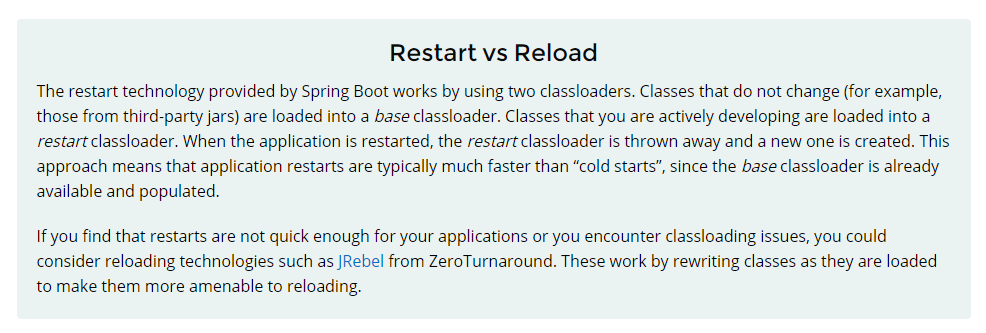 Restart vs Reload
The restart technology provided by Spring Boot works by using two classloaders. Classes that do not change (for example,
those from third-party jars) are loaded into a base classloader. Classes that you are actively developing are loaded into a
restart classloader. When the application is restarted, the restart classloader is thrown away and a new one is created. This
approach means that application restarts are typically much faster than “cold starts”, since the base classloader is already
available and populated.
If you find that restarts are not quick enough for your applications or you encounter classloading issues, you could
consider reloading technologies such as JRebel from ZeroTurnaround. These work by rewriting classes as they are loaded
to make them more amenable to reloading.